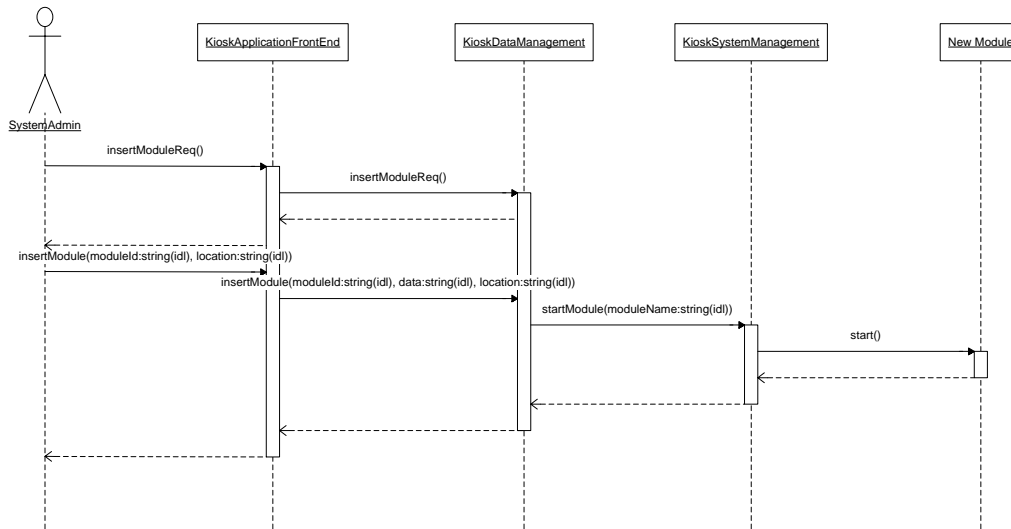 KioskApplicationFrontEnd
KioskDataManagement
KioskSystemManagement
New Module
SystemAdmin
insertModuleReq()
insertModuleReq()
insertModule(moduleId:string(idl), location:string(idl))
insertModule(moduleId:string(idl), data:string(idl), location:string(idl))
startModule(moduleName:string(idl))
start()